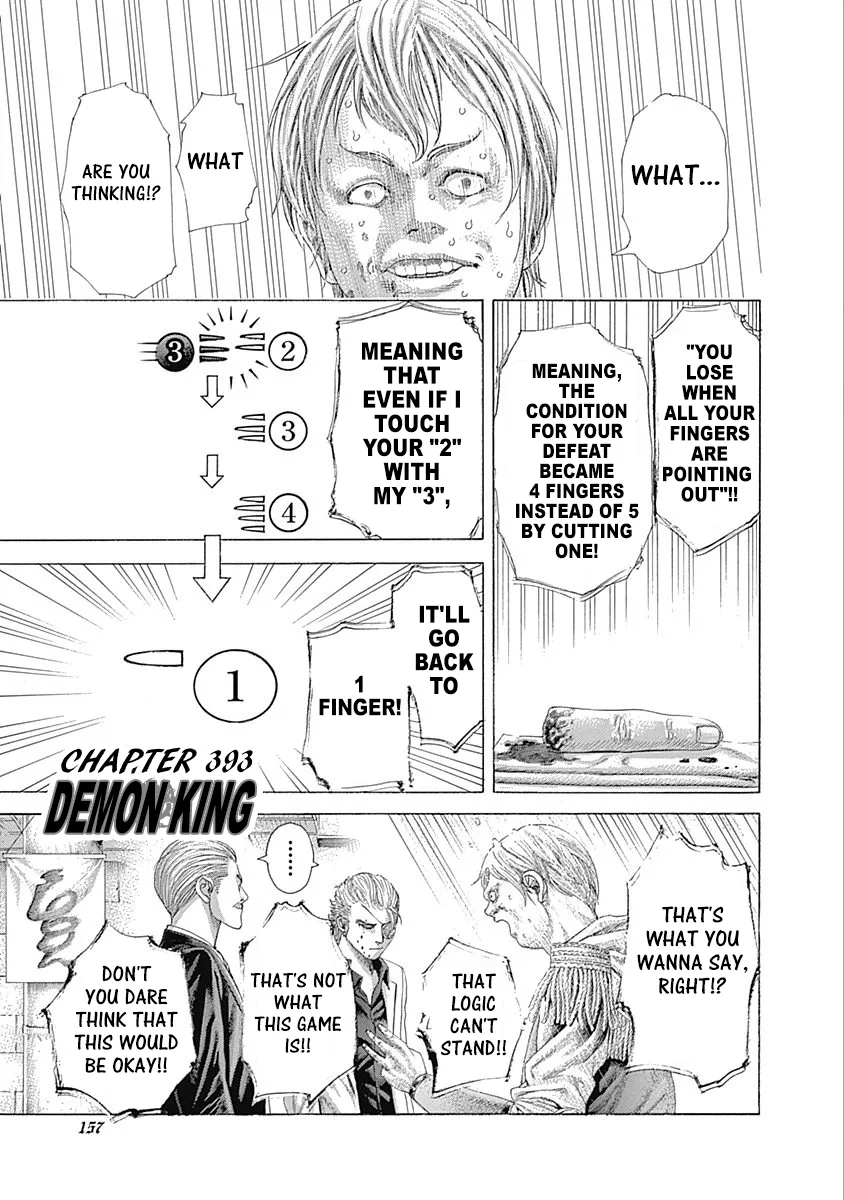 WHAT...
WHAT
ARE YOU
THINKING!?
"YOU
LOSE
WHEN
ALL YOUR
FINGERS
ARE
POINTING
OUT"!!
MEANING,
THE
CONDITION
FOR YOUR
DEFEAT
BECAME
4 FINGERS
INSTEAD OF 5
BY CUTTING
ONE!
MEANING
THAT
EVEN IF I
TOUCH
YOUR "2"
WITH
MY "3",
3
2
3
4
IT'LL
GO
BACK
TO
1
FINGER!
1
CHAPTER 393
DEMON KING
THAT'S
WHAT YOU
WANNA SAY,
RIGHT!?
THAT
LOGIC
CAN'T
STAND!!
......
THAT'S NOT
WHAT
THIS GAME
IS!!
DON'T
YOU DARE
THINK THAT
THIS WOULD
BE OKAY!!
157